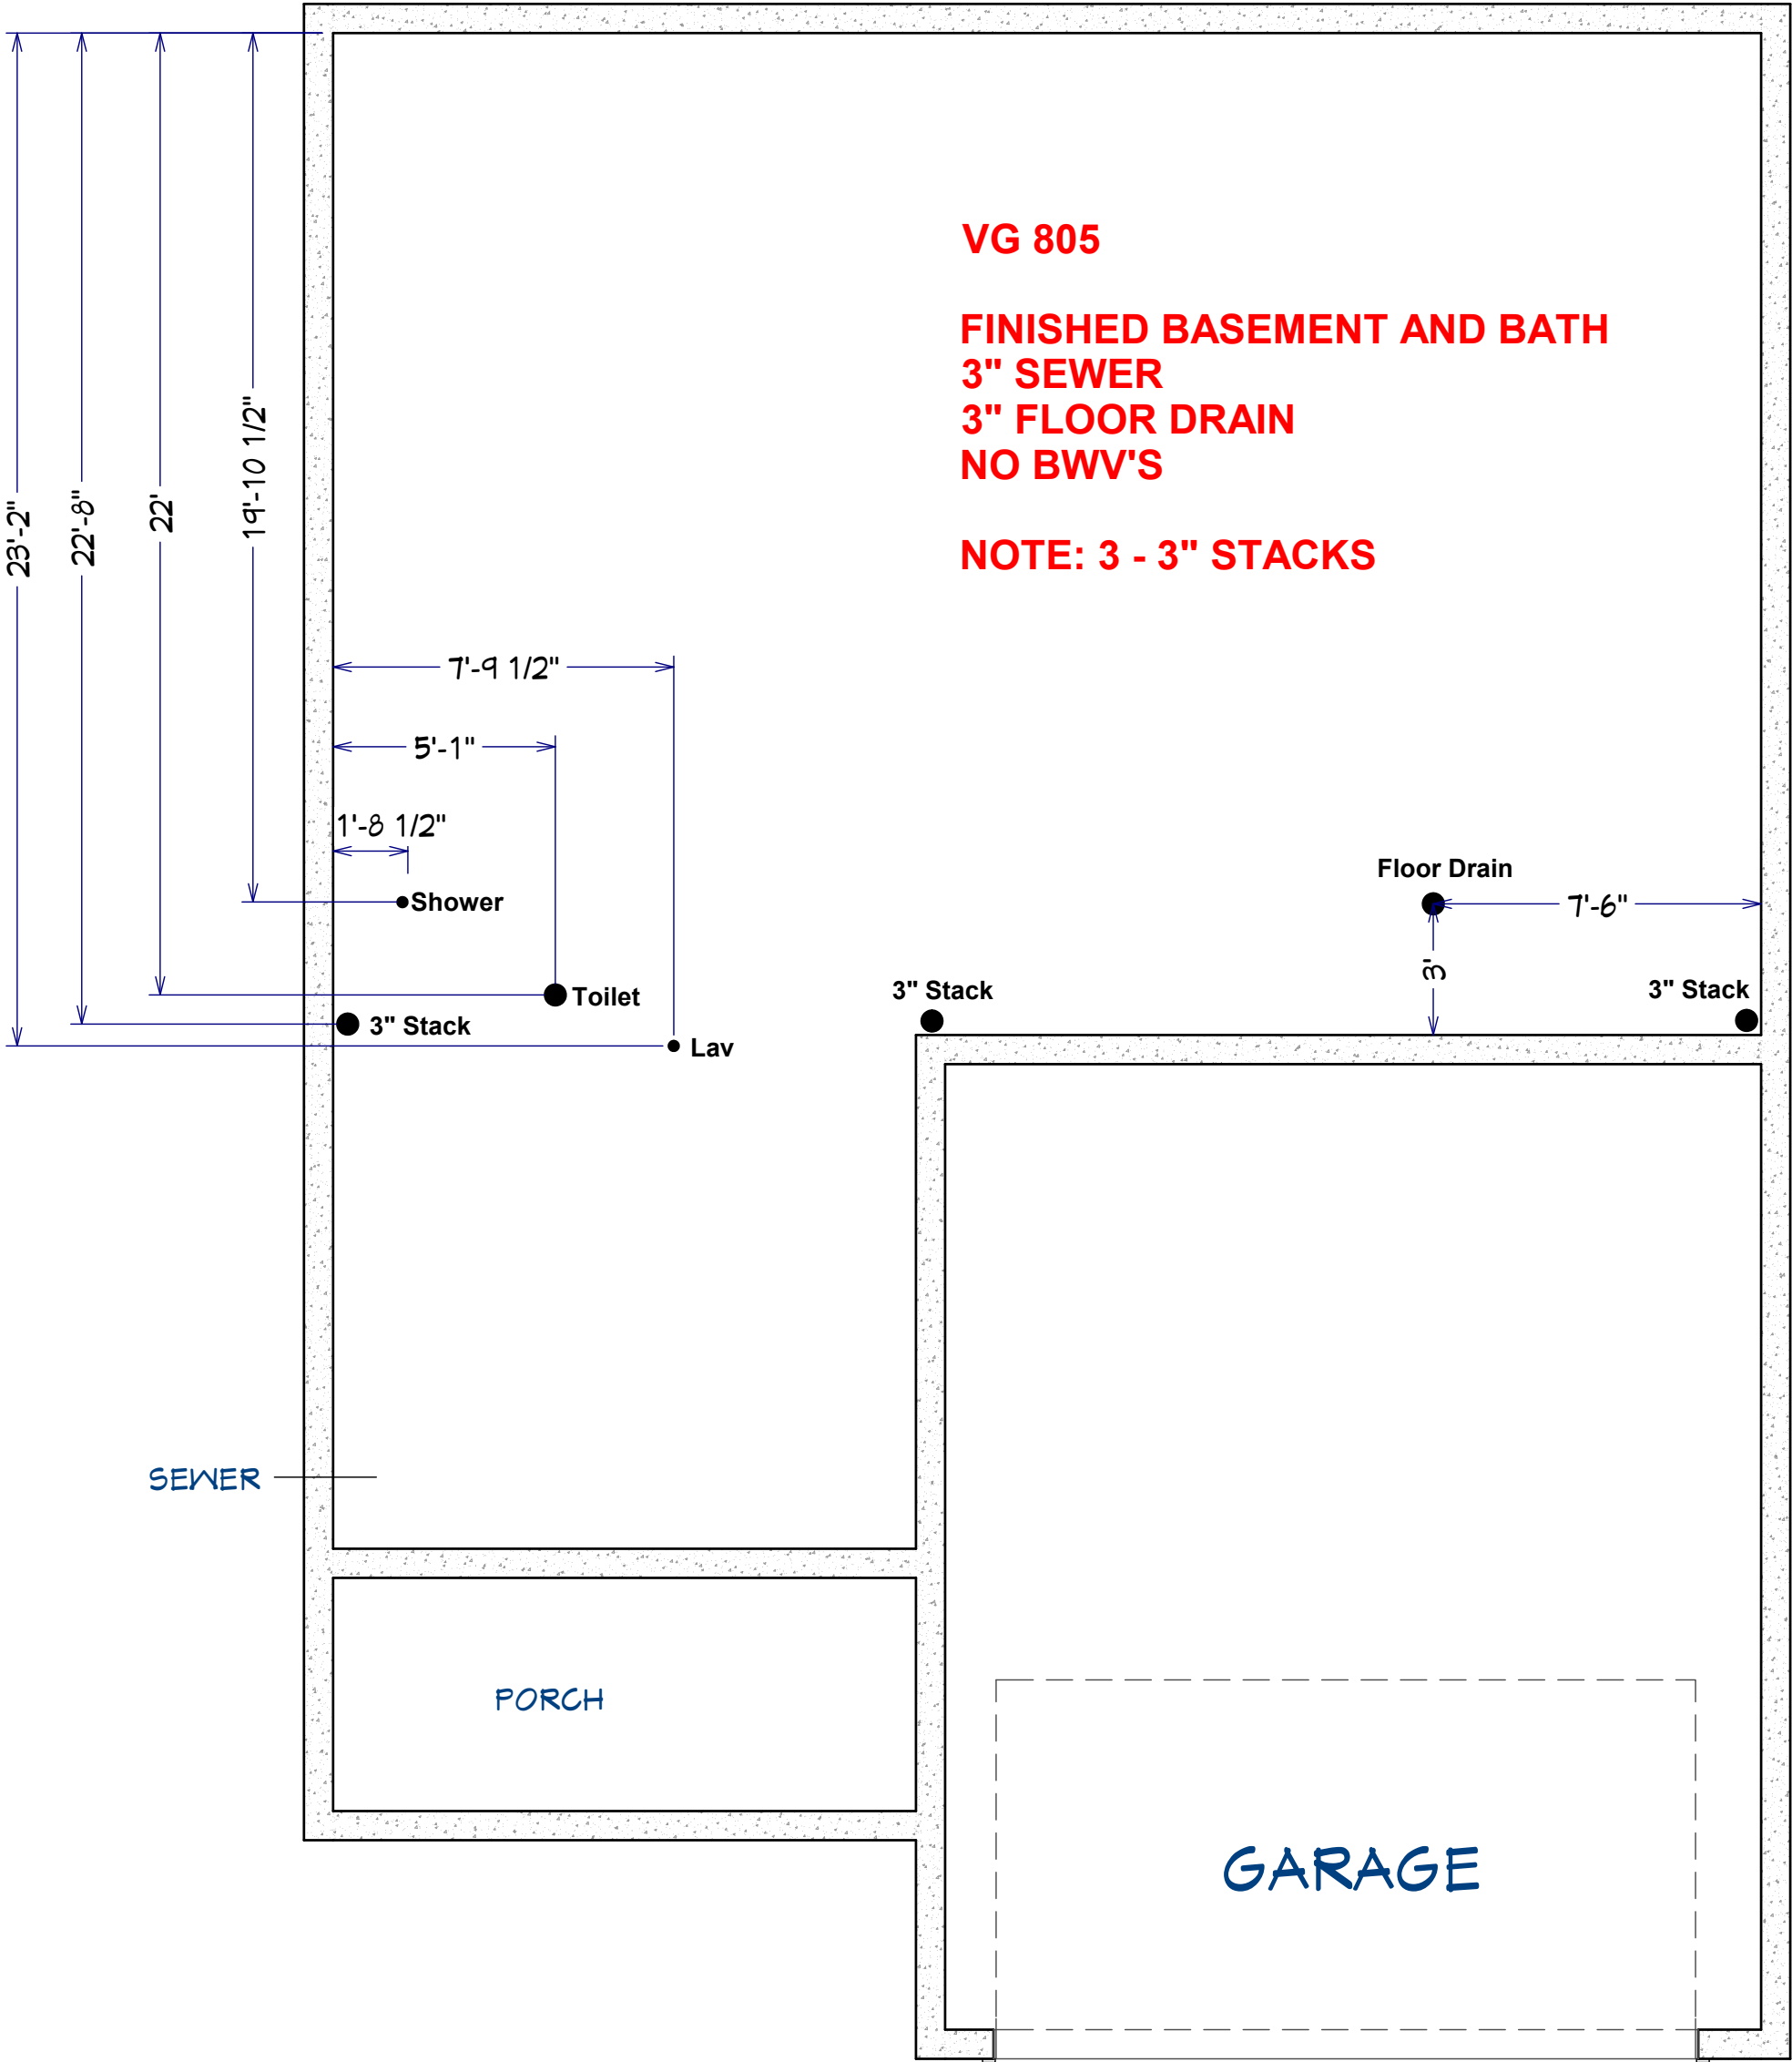 VG 805
FINISHED BASEMENT AND BATH
3" SEWER
3" FLOOR DRAIN
NO BWV'S
NOTE: 3 - 3" STACKS
23'-2"
22'-8"
22'
19'-10 1/2"
7'-9 1/2"
5'-1"
1'-8 1/2"
Shower
Toilet
3" Stack
Lav
Floor Drain
7'-6"
3'
3" Stack
3" Stack
SEWER
PORCH
GARAGE